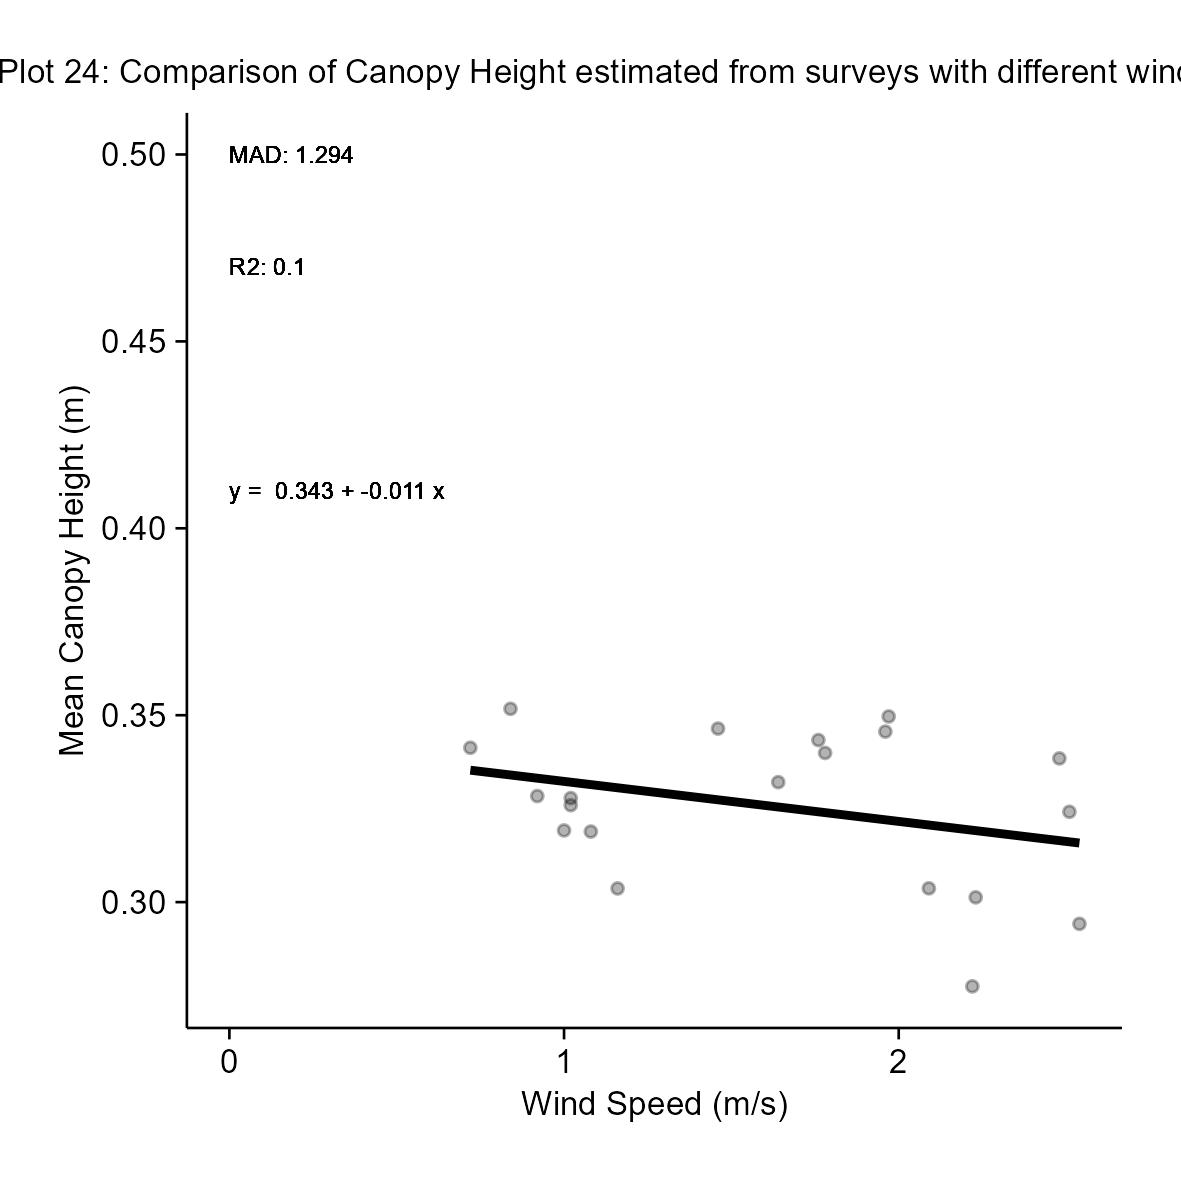 Plot 24: Comparison of Canopy Height estimated from surveys with different wind
0.50
MAD: 1.294
R2: 0.1
0.45
y =  0.343 + -0.011 x
0.40
Mean Canopy Height (m)
0.35
0.30
0
1
2
Wind Speed (m/s)